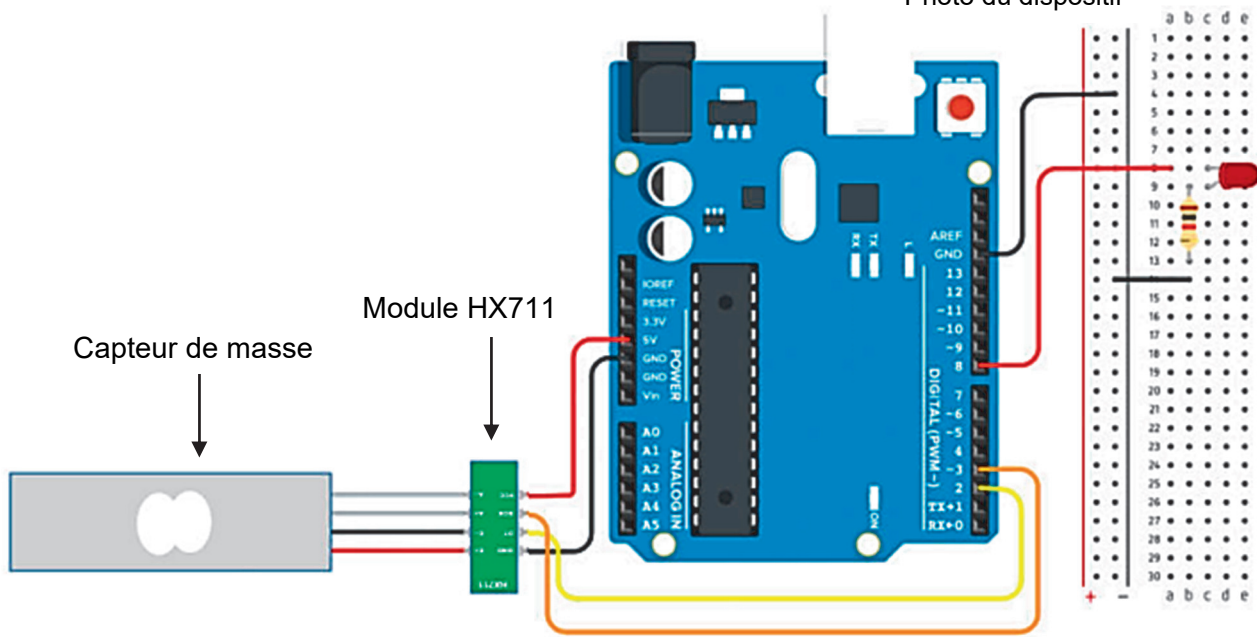 Photo du dispositif
a b c d e
1
2
3
4
5
6
7
8
9
10
11
12
13
15
16
17
18
19
20
21
22
23
24
25
26
27
28
29
30
a b c d e
+ −
AREF
GND
13
12
~11
~10
~9
8
7
~6
~5
4
~3
2
TX→1
RX←0
DIGITAL (PWM~)
RX
TX
L
ON
IOREF
RESET
3.3V
5V
GND
GND
Vin
POWER
A0
A1
A2
A3
A4
A5
ANALOG IN
Module HX711
Capteur de masse
HX711